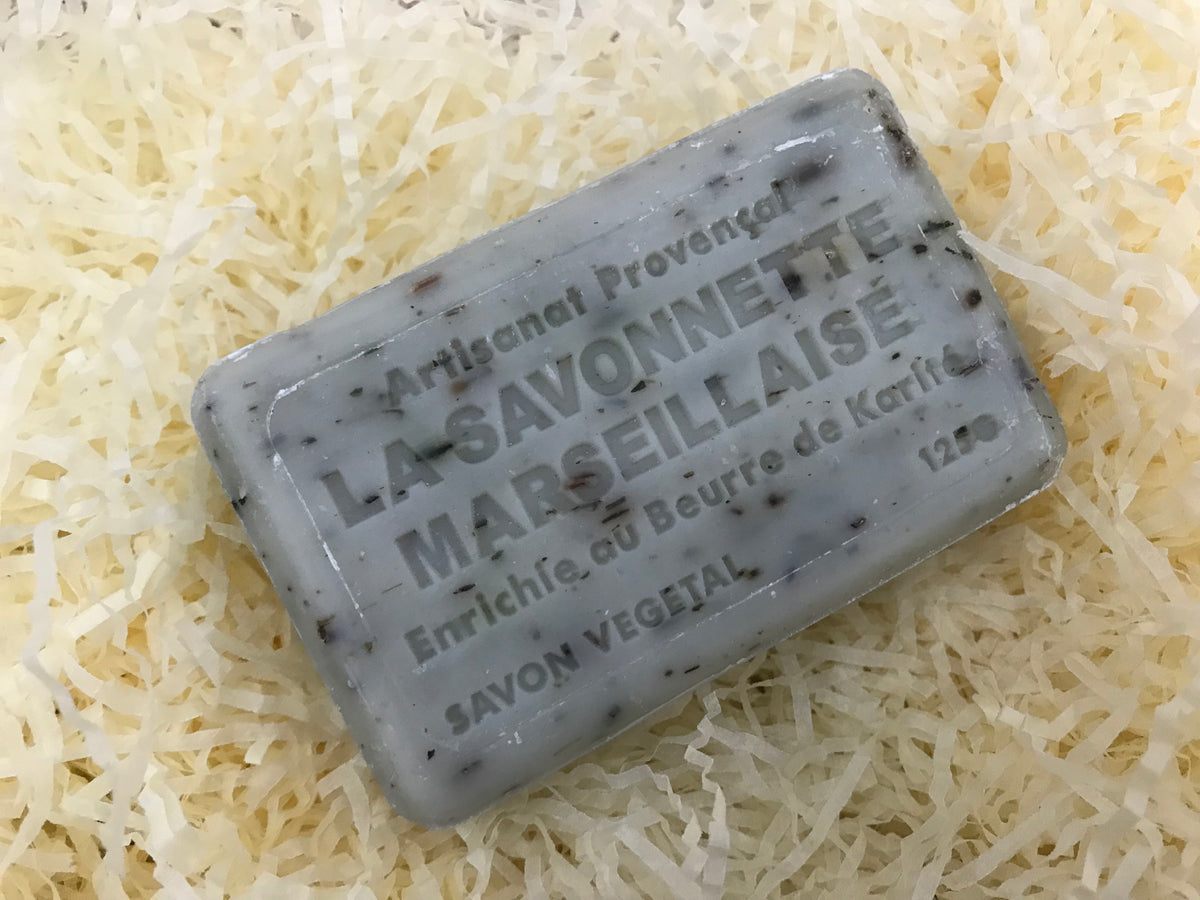 Artisanat Provençal
LA SAVONNETTE
MARSEILLAISE
Enrichie au Beurre de Karité
125g
SAVON VEGETAL